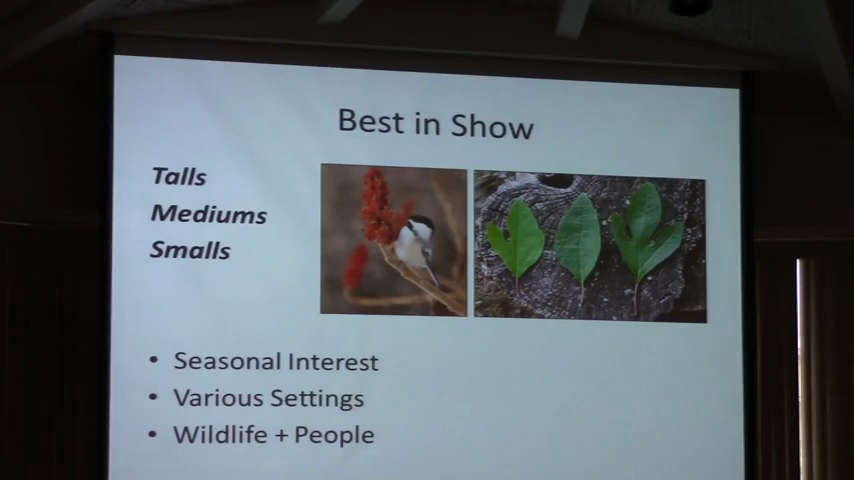 Best in Show
Talls
Mediums
Smalls
• Seasonal Interest
• Various Settings
• Wildlife + People